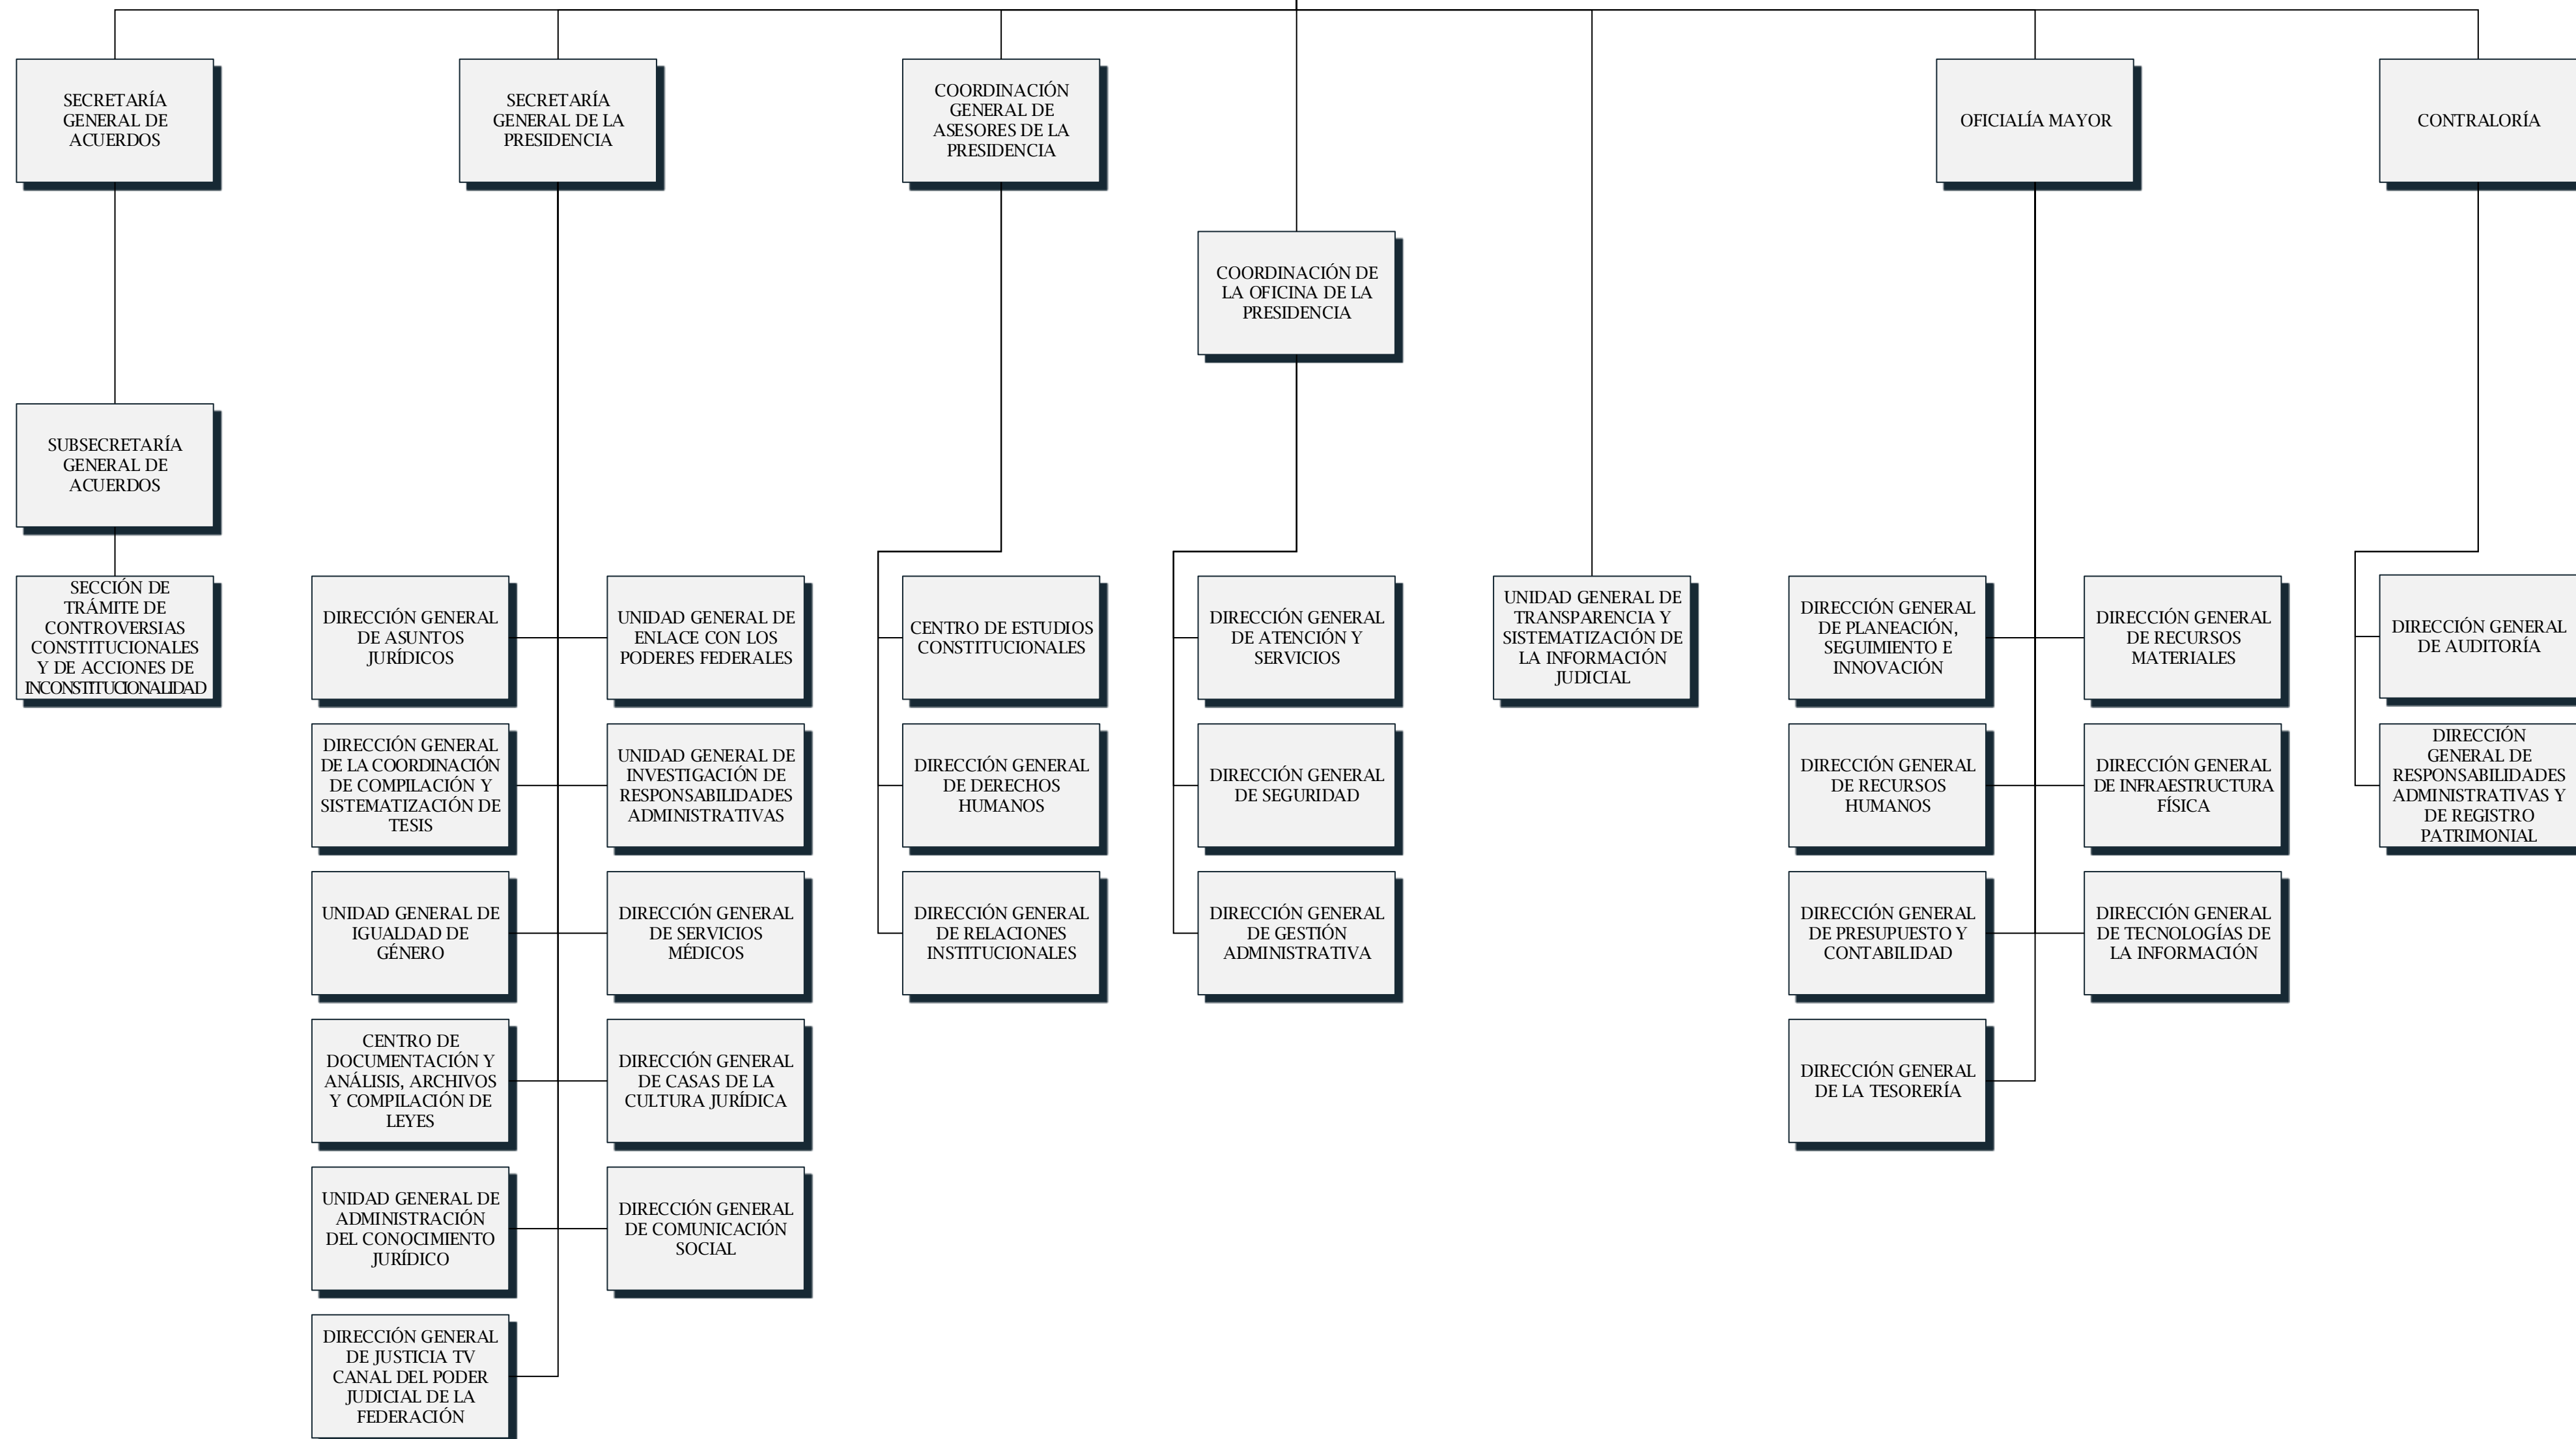 SECRETARÍA
GENERAL DE
ACUERDOS
SECRETARÍA
GENERAL DE LA
PRESIDENCIA
COORDINACIÓN
GENERAL DE
ASESORES DE LA
PRESIDENCIA
OFICIALÍA MAYOR
CONTRALORÍA
COORDINACIÓN DE
LA OFICINA DE LA
PRESIDENCIA
SUBSECRETARÍA
GENERAL DE
ACUERDOS
SECCIÓN DE
TRÁMITE DE
CONTROVERSIAS
CONSTITUCIONALES
Y DE ACCIONES DE
INCONSTITUCIONALIDAD
DIRECCIÓN GENERAL
DE ASUNTOS
JURÍDICOS
UNIDAD GENERAL DE
ENLACE CON LOS
PODERES FEDERALES
CENTRO DE ESTUDIOS
CONSTITUCIONALES
DIRECCIÓN GENERAL
DE ATENCIÓN Y
SERVICIOS
UNIDAD GENERAL DE
TRANSPARENCIA Y
SISTEMATIZACIÓN DE
LA INFORMACIÓN
JUDICIAL
DIRECCIÓN GENERAL
DE PLANEACIÓN,
SEGUIMIENTO E
INNOVACIÓN
DIRECCIÓN GENERAL
DE RECURSOS
MATERIALES
DIRECCIÓN GENERAL
DE AUDITORÍA
DIRECCIÓN GENERAL
DE LA COORDINACIÓN
DE COMPILACIÓN Y
SISTEMATIZACIÓN DE
TESIS
UNIDAD GENERAL DE
INVESTIGACIÓN DE
RESPONSABILIDADES
ADMINISTRATIVAS
DIRECCIÓN GENERAL
DE DERECHOS
HUMANOS
DIRECCIÓN GENERAL
DE SEGURIDAD
DIRECCIÓN GENERAL
DE RECURSOS
HUMANOS
DIRECCIÓN GENERAL
DE INFRAESTRUCTURA
FÍSICA
DIRECCIÓN
GENERAL DE
RESPONSABILIDADES
ADMINISTRATIVAS Y
DE REGISTRO
PATRIMONIAL
UNIDAD GENERAL DE
IGUALDAD DE
GÉNERO
DIRECCIÓN GENERAL
DE SERVICIOS
MÉDICOS
DIRECCIÓN GENERAL
DE RELACIONES
INSTITUCIONALES
DIRECCIÓN GENERAL
DE GESTIÓN
ADMINISTRATIVA
DIRECCIÓN GENERAL
DE PRESUPUESTO Y
CONTABILIDAD
DIRECCIÓN GENERAL
DE TECNOLOGÍAS DE
LA INFORMACIÓN
CENTRO DE
DOCUMENTACIÓN Y
ANÁLISIS, ARCHIVOS
Y COMPILACIÓN DE
LEYES
DIRECCIÓN GENERAL
DE CASAS DE LA
CULTURA JURÍDICA
DIRECCIÓN GENERAL
DE LA TESORERÍA
UNIDAD GENERAL DE
ADMINISTRACIÓN
DEL CONOCIMIENTO
JURÍDICO
DIRECCIÓN GENERAL
DE COMUNICACIÓN
SOCIAL
DIRECCIÓN GENERAL
DE JUSTICIA TV
CANAL DEL PODER
JUDICIAL DE LA
FEDERACIÓN